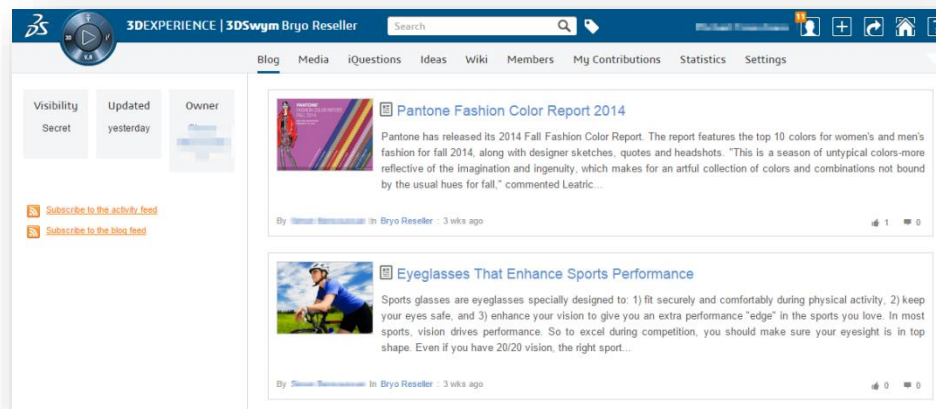 3DEXPERIENCE | 3DSwym Bryo Reseller
Search
11
3D
V.R
Blog Media iQuestions Ideas Wiki Members My Contributions Statistics Settings
Visibility Updated Owner
Secret yesterday
Subscribe to the activity feed
Subscribe to the blog feed
PANTONE
Pantone Fashion Color Report 2014
Pantone has released its 2014 Fall Fashion Color Report. The report features the top 10 colors for women's and men's
fashion for fall 2014, along with designer sketches, quotes and headshots. "This is a season of untypical colors-more
reflective of the imagination and ingenuity, which makes for an artful collection of colors and combinations not bound
by the usual hues for fall," commented Leatric...
By In Bryo Reseller : 3 wks ago
1 0
Eyeglasses That Enhance Sports Performance
Sports glasses are eyeglasses specially designed to: 1) fit securely and comfortably during physical activity, 2) keep
your eyes safe, and 3) enhance your vision to give you an extra performance "edge" in the sports you love. In most
sports, vision drives performance. So to excel during competition, you should make sure your eyesight is in top
shape. Even if you have 20/20 vision, the right sport...
By In Bryo Reseller : 3 wks ago
0 0